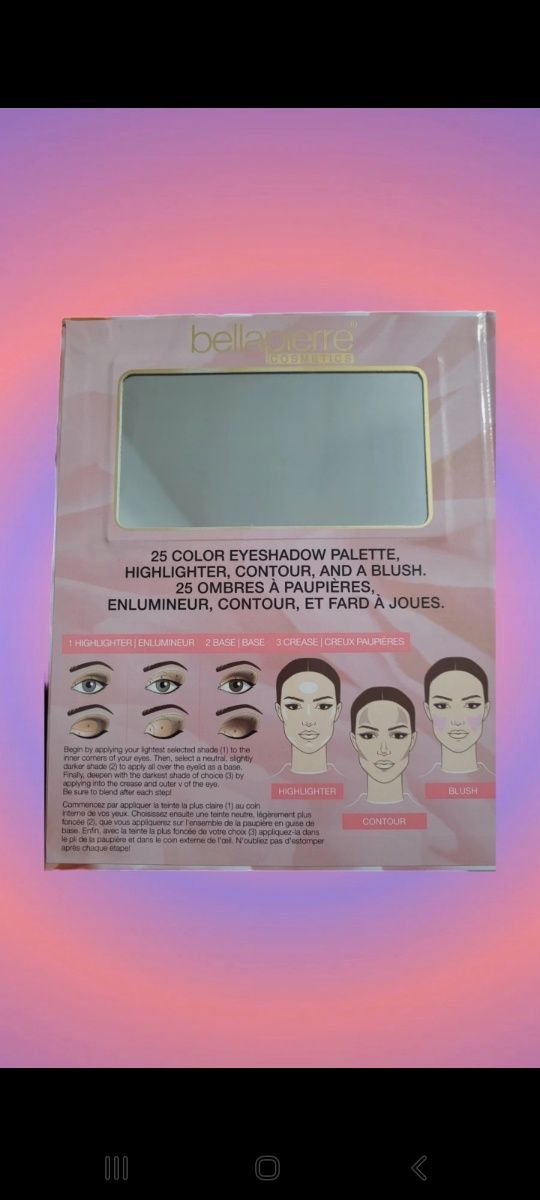 bellapierre®
COSMETICS
25 COLOR EYESHADOW PALETTE,
HIGHLIGHTER, CONTOUR, AND A BLUSH.
25 OMBRES À PAUPIÈRES,
ENLUMINEUR, CONTOUR, ET FARD À JOUES.
1 HIGHLIGHTER | ENLUMINEUR 2 BASE | BASE 3 CREASE | CREUX PAUPIÈRES
Begin by applying your lightest selected shade (1) to the
inner corners of your eyes. Then, select a neutral, slightly
darker shade (2) to apply all over the eyelid as a base.
Finally, deepen with the darkest shade of choice (3) by
applying into the crease and outer v of the eye.
Be sure to blend after each step!
Commencez par appliquer la teinte la plus claire (1) au coin
interne de vos yeux. Choisissez ensuite une teinte neutre, légèrement plus
foncée (2), que vous appliquerez sur l'ensemble de la paupière en guise de
base. Enfin, avec la teinte la plus foncée de votre choix (3) appliquez-la dans
le pli de la paupière et dans le coin externe de l'œil. N'oubliez pas d'estomper
après chaque étape!
HIGHLIGHTER
CONTOUR
BLUSH